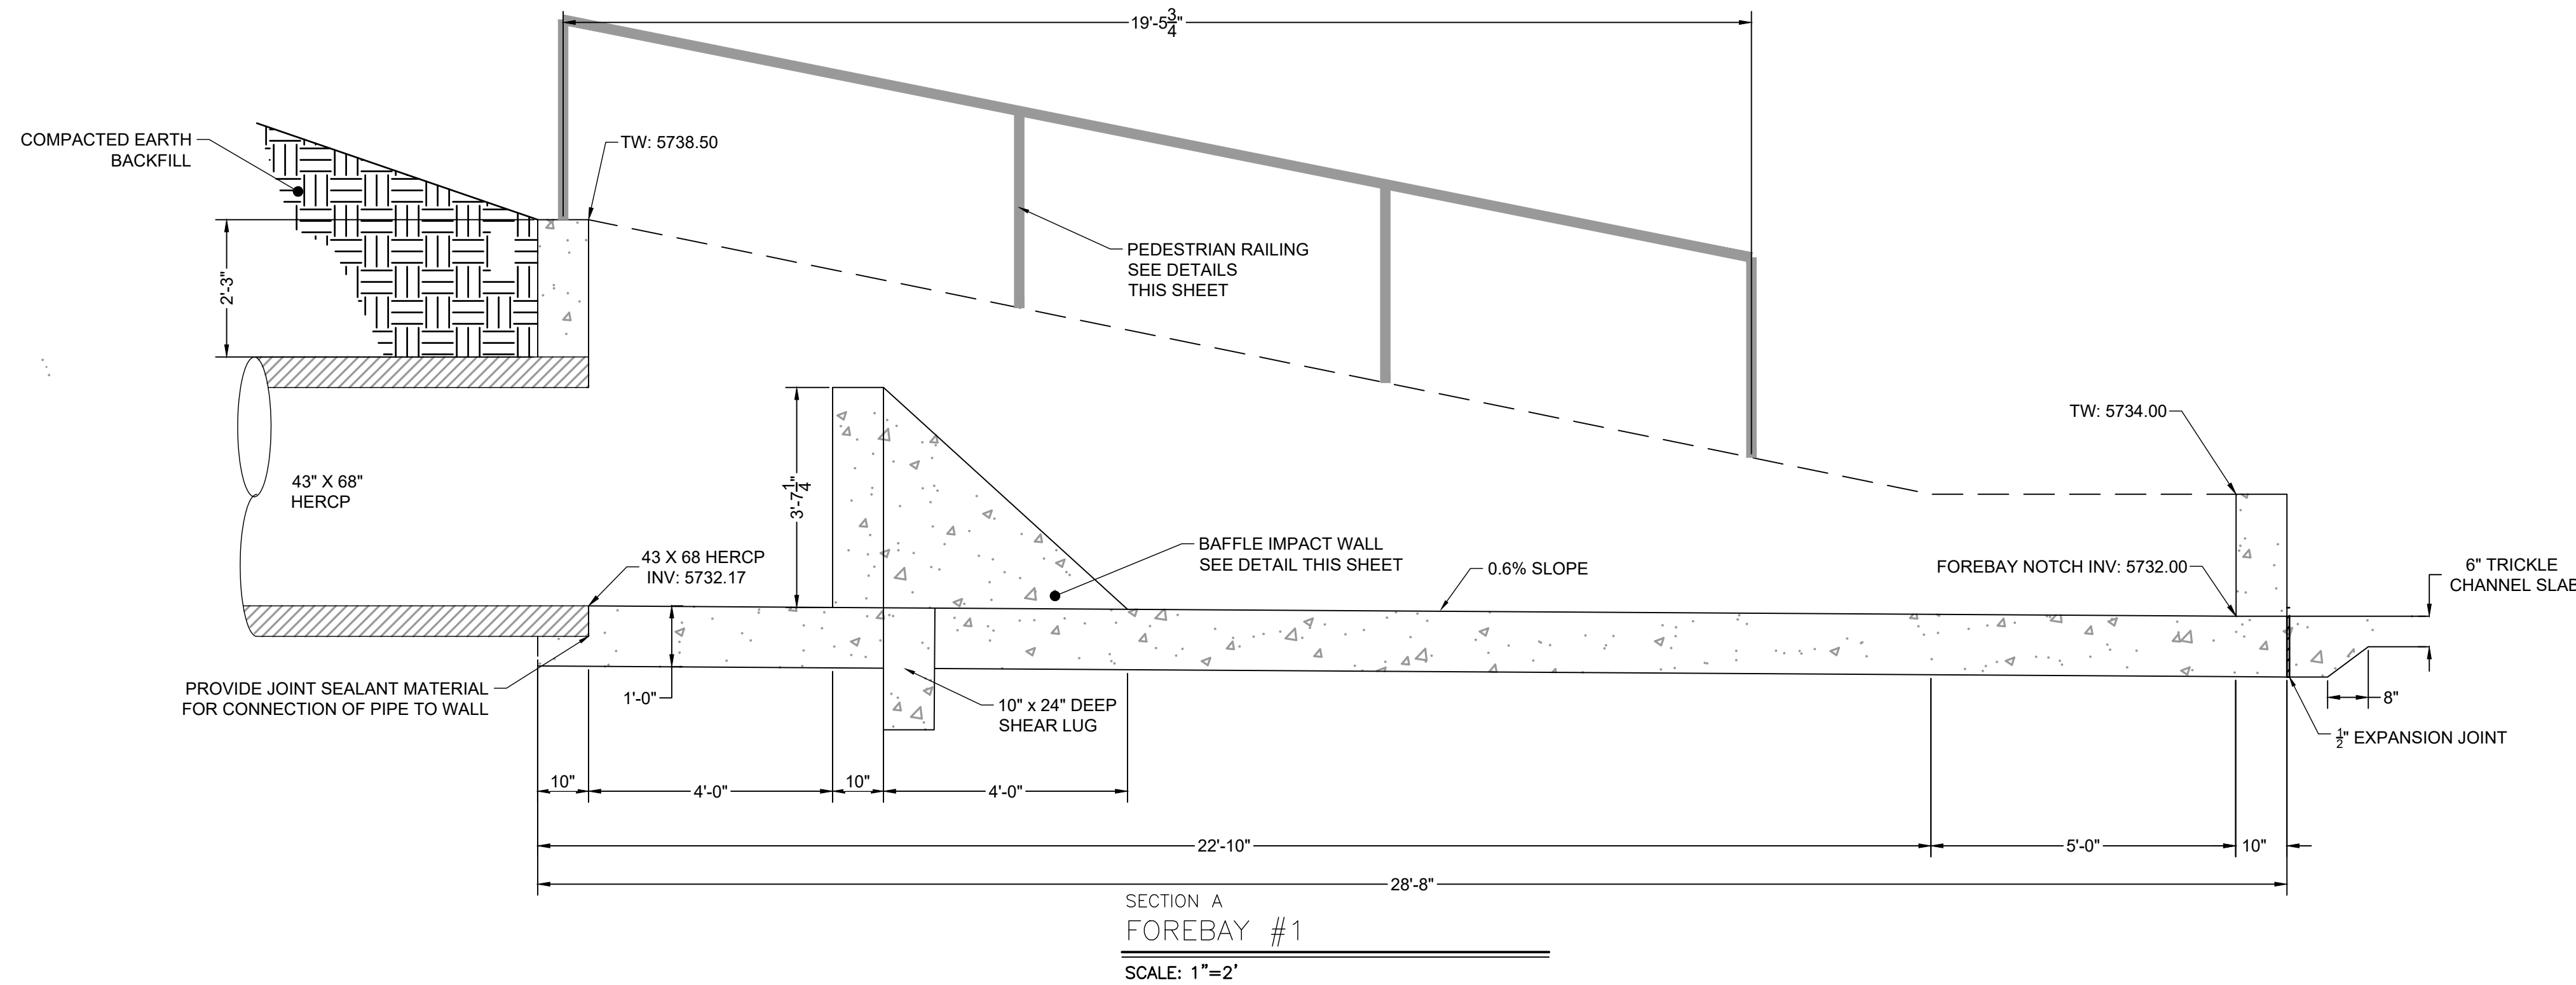 19'-5 3/4"
COMPACTED EARTH
BACKFILL
TW: 5738.50
2'-3"
PEDESTRIAN RAILING
SEE DETAILS
THIS SHEET
TW: 5734.00
43" X 68"
HERCP
3'-7 1/4"
43 X 68 HERCP
INV: 5732.17
BAFFLE IMPACT WALL
SEE DETAIL THIS SHEET
0.6% SLOPE
FOREBAY NOTCH INV: 5732.00
6" TRICKLE
CHANNEL SLAB
PROVIDE JOINT SEALANT MATERIAL
FOR CONNECTION OF PIPE TO WALL
1'-0"
10" x 24" DEEP
SHEAR LUG
8"
1/2" EXPANSION JOINT
10"
4'-0"
10"
4'-0"
22'-10"
5'-0"
10"
28'-8"
SECTION A
FOREBAY #1
SCALE: 1"=2'